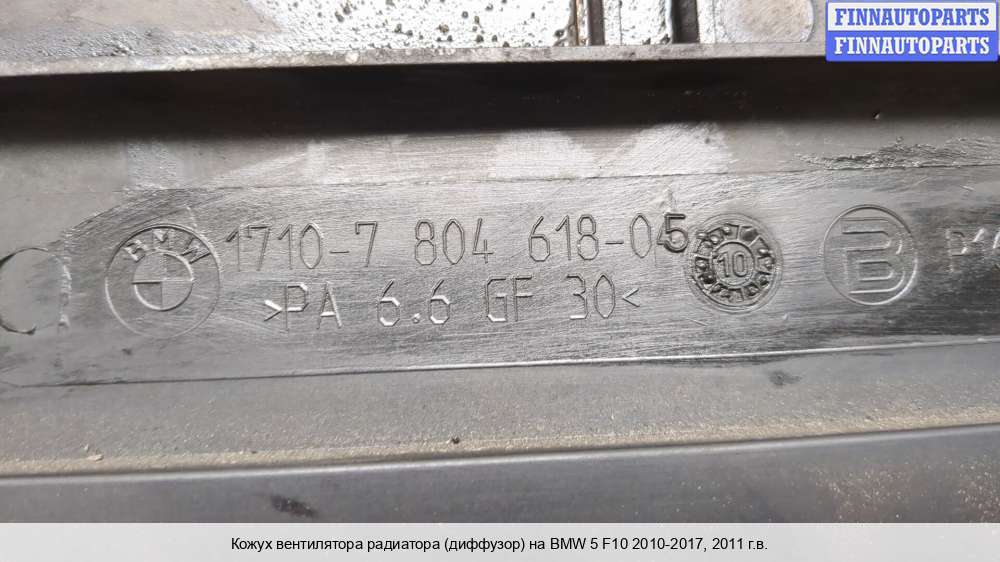 FINNAUTOPARTS
FINNAUTOPARTS
BMW
1710-7 804 618-05
10
B
>PA 6.6 GF 30<
Кожух вентилятора радиатора (диффузор) на BMW 5 F10 2010-2017, 2011 г.в.